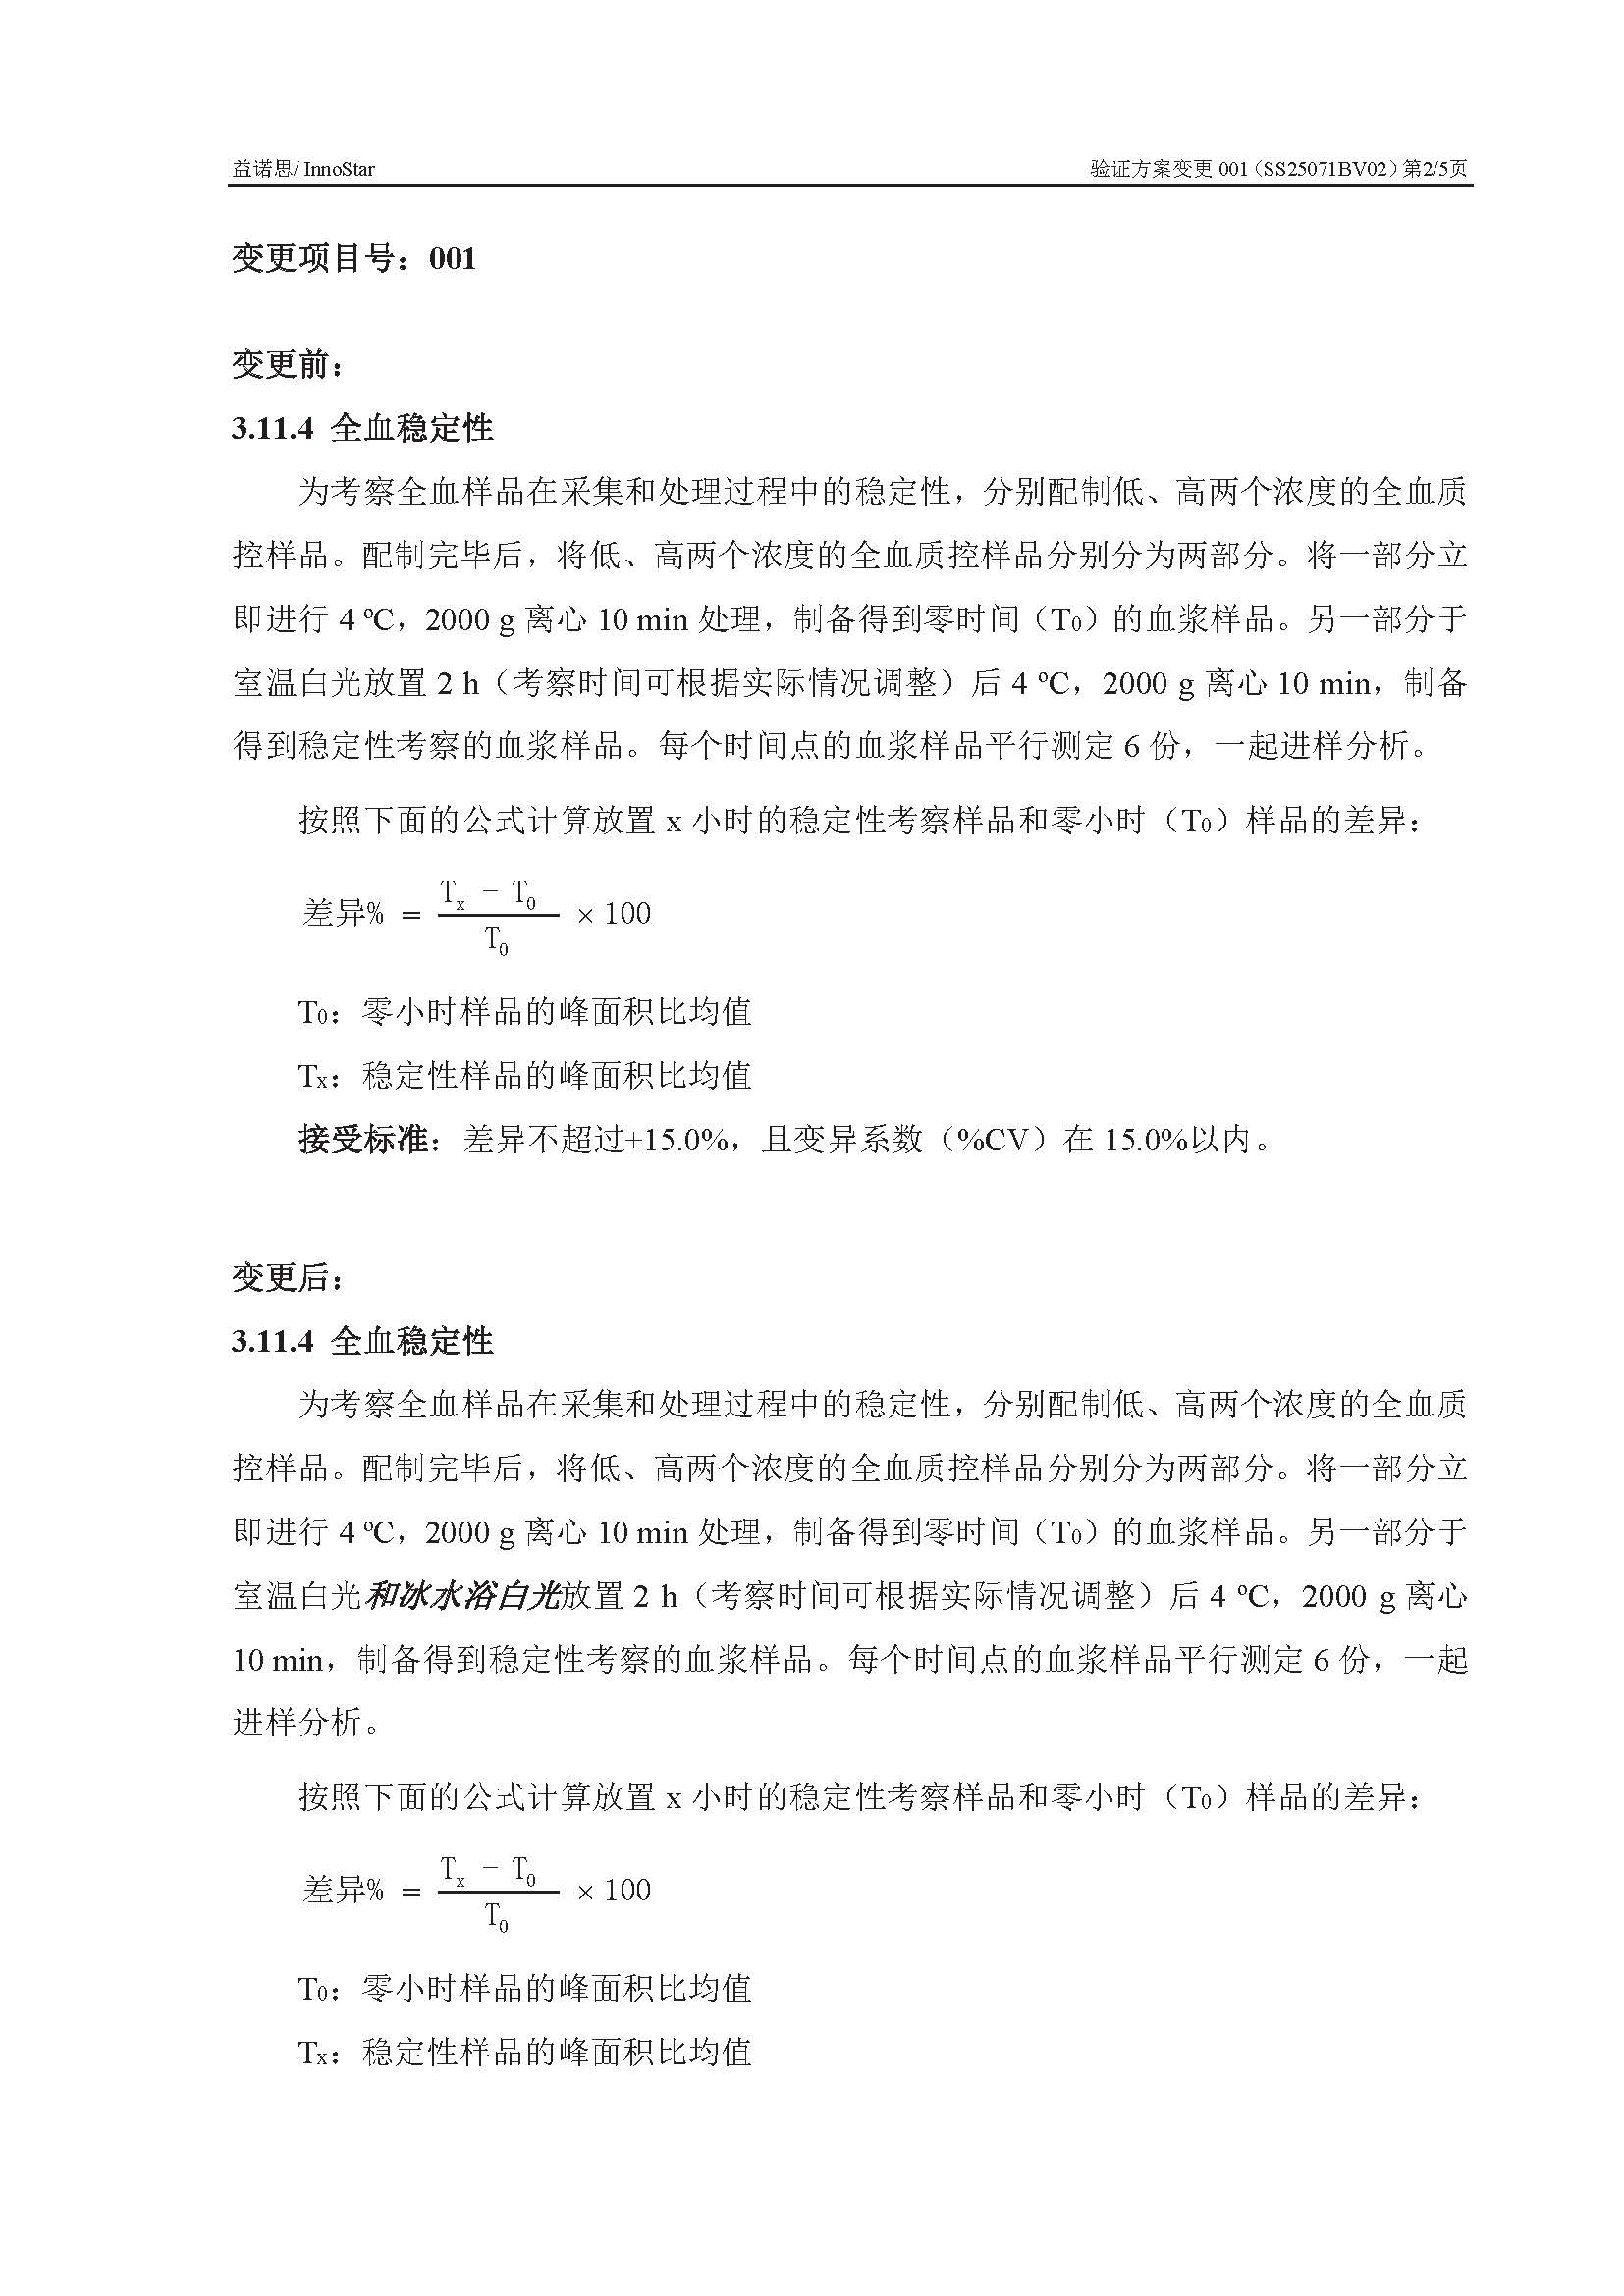 益诺思/ InnoStar 验证方案变更 001（SS25071BV02）第2/5页
变更项目号：001
变更前：
3.11.4 全血稳定性
为考察全血样品在采集和处理过程中的稳定性，分别配制低、高两个浓度的全血质
控样品。配制完毕后，将低、高两个浓度的全血质控样品分别分为两部分。将一部分立
即进行 4 ºC，2000 g 离心 10 min 处理，制备得到零时间（T₀）的血浆样品。另一部分于
室温白光放置 2 h（考察时间可根据实际情况调整）后 4 ºC，2000 g 离心 10 min，制备
得到稳定性考察的血浆样品。每个时间点的血浆样品平行测定 6 份，一起进样分析。
按照下面的公式计算放置 x 小时的稳定性考察样品和零小时（T₀）样品的差异：
差异% = (Tₓ － T₀) / T₀ × 100
T₀：零小时样品的峰面积比均值
Tₓ：稳定性样品的峰面积比均值
接受标准：差异不超过±15.0%，且变异系数（%CV）在 15.0%以内。
变更后：
3.11.4 全血稳定性
为考察全血样品在采集和处理过程中的稳定性，分别配制低、高两个浓度的全血质
控样品。配制完毕后，将低、高两个浓度的全血质控样品分别分为两部分。将一部分立
即进行 4 ºC，2000 g 离心 10 min 处理，制备得到零时间（T₀）的血浆样品。另一部分于
室温白光和冰水浴白光放置 2 h（考察时间可根据实际情况调整）后 4 ºC，2000 g 离心
10 min，制备得到稳定性考察的血浆样品。每个时间点的血浆样品平行测定 6 份，一起
进样分析。
按照下面的公式计算放置 x 小时的稳定性考察样品和零小时（T₀）样品的差异：
差异% = (Tₓ － T₀) / T₀ × 100
T₀：零小时样品的峰面积比均值
Tₓ：稳定性样品的峰面积比均值